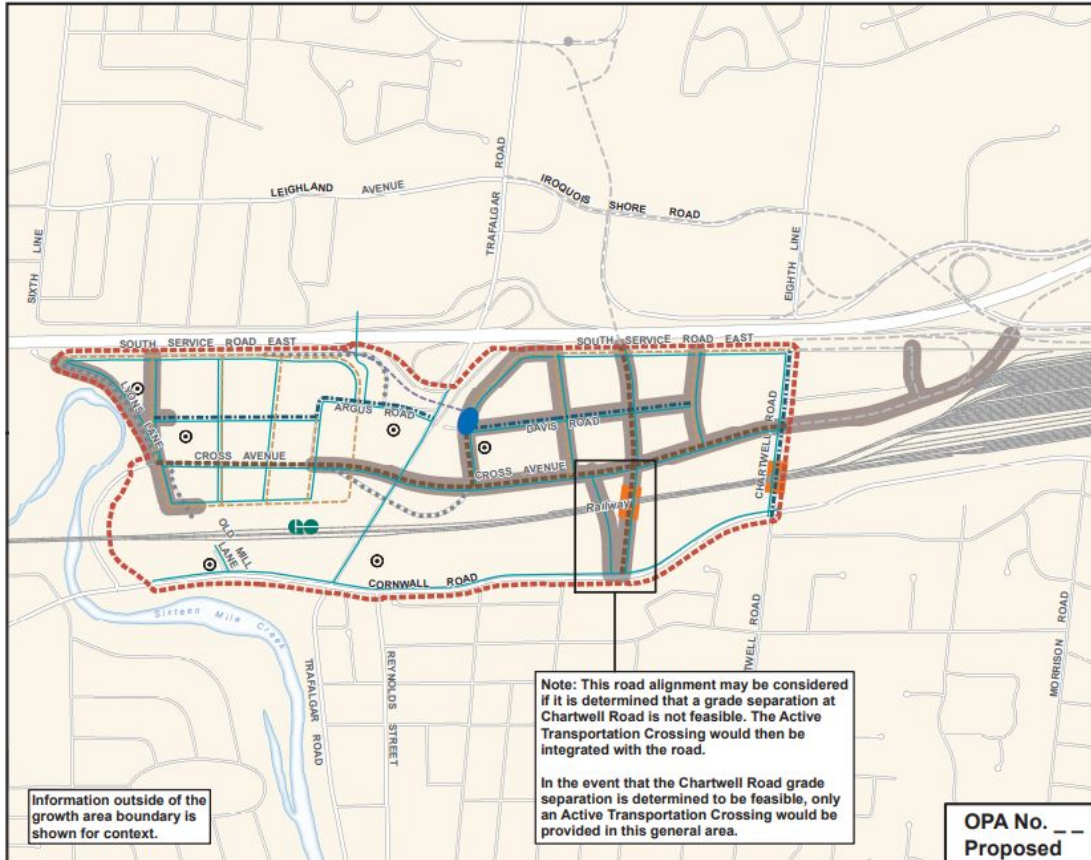 LEIGHLAND AVENUE
IROQUOIS SHORE ROAD
TRAFALGAR ROAD
SIXTH LINE
EIGHTH LINE
SOUTH SERVICE ROAD EAST
SOUTH SERVICE ROAD EAST
LYONS LANE
ARGUS ROAD
DAVIS ROAD
CROSS AVENUE
CROSS AVENUE
CHARTWELL ROAD
Railway
GO
OLD MILL LANE
CORNWALL ROAD
Sixteen Mile Creek
TRAFALGAR ROAD
REYNOLDS STREET
TWELL ROAD
MORRISON ROAD
Note: This road alignment may be considered
if it is determined that a grade separation at
Chartwell Road is not feasible. The Active
Transportation Crossing would then be
integrated with the road.
In the event that the Chartwell Road grade
separation is determined to be feasible, only
an Active Transportation Crossing would be
provided in this general area.
Information outside of the
growth area boundary is
shown for context.
OPA No. _ _
Proposed